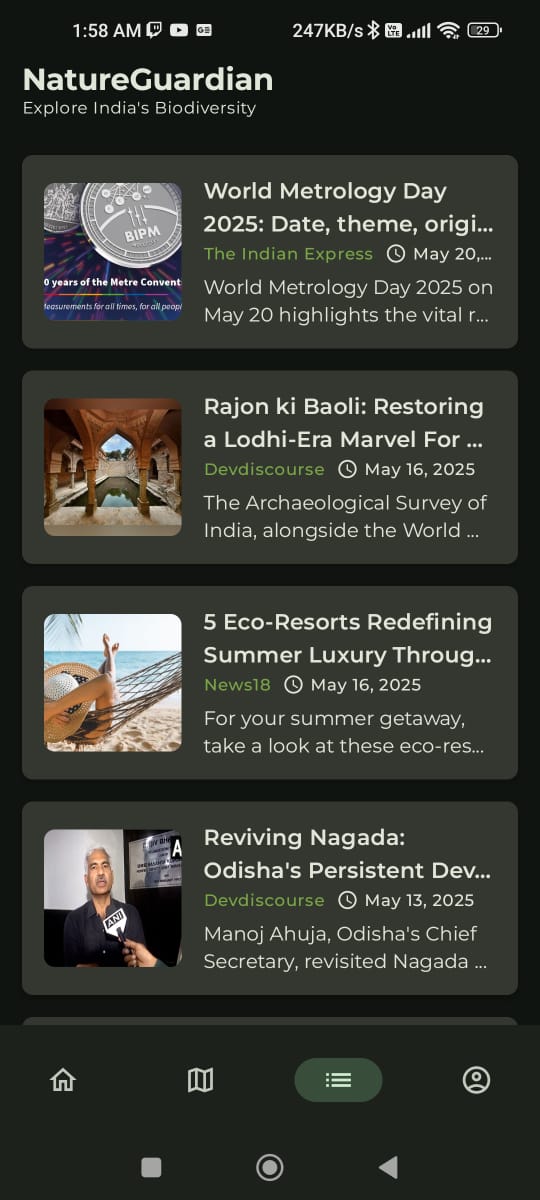 1:58 AM
247KB/s
Vo
LTE
29
NatureGuardian
Explore India's Biodiversity
BIPM
0 years of the Metre Convent
Measurements for all times, for all peopl
World Metrology Day
2025: Date, theme, origi...
The Indian Express May 20,...
World Metrology Day 2025 on
May 20 highlights the vital r...
Rajon ki Baoli: Restoring
a Lodhi-Era Marvel For ...
Devdiscourse May 16, 2025
The Archaeological Survey of
India, alongside the World ...
5 Eco-Resorts Redefining
Summer Luxury Throug...
News18 May 16, 2025
For your summer getaway,
take a look at these eco-res...
A
ANI
Reviving Nagada:
Odisha's Persistent Dev...
Devdiscourse May 13, 2025
Manoj Ahuja, Odisha's Chief
Secretary, revisited Nagada ...